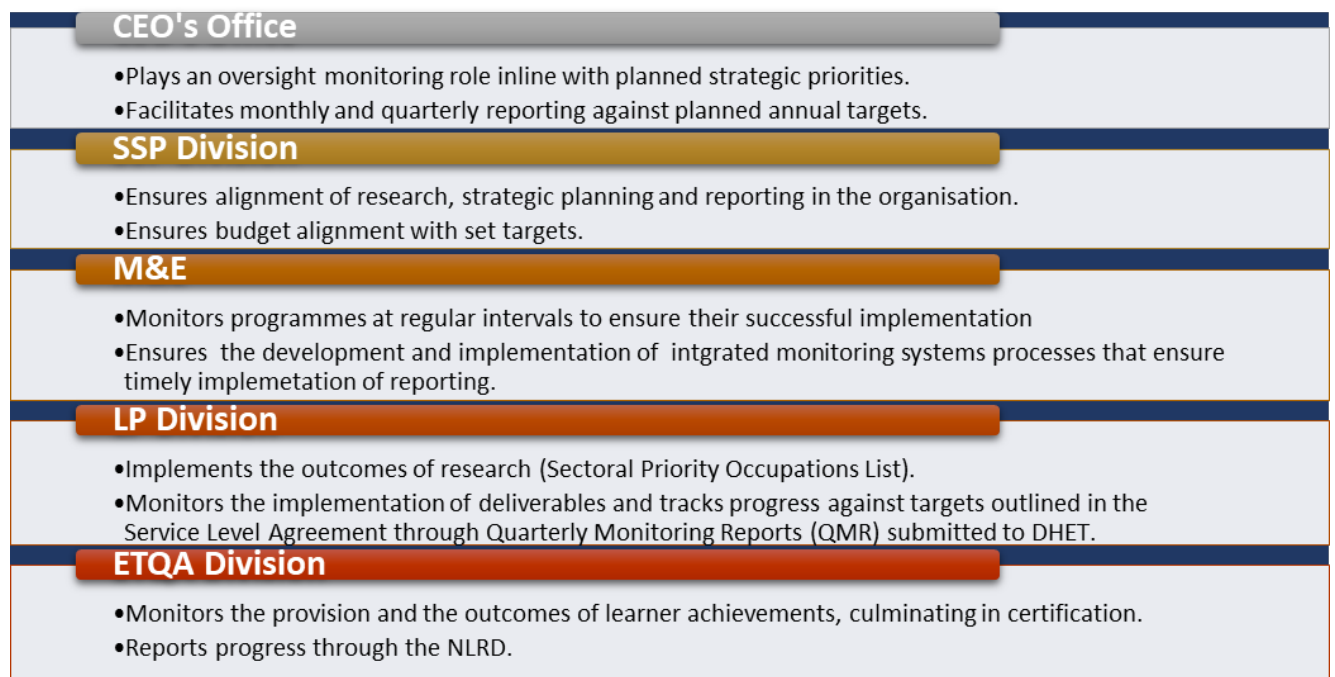 CEO's Office
•Plays an oversight monitoring role inline with planned strategic priorities.
•Facilitates monthly and quarterly reporting against planned annual targets.
SSP Division
•Ensures alignment of research, strategic planning and reporting in the organisation.
•Ensures budget alignment with set targets.
M&E
•Monitors programmes at regular intervals to ensure their successful implementation
•Ensures the development and implementation of intgrated monitoring systems processes that ensure
timely implemetation of reporting.
LP Division
•Implements the outcomes of research (Sectoral Priority Occupations List).
•Monitors the implementation of deliverables and tracks progress against targets outlined in the
Service Level Agreement through Quarterly Monitoring Reports (QMR) submitted to DHET.
ETQA Division
•Monitors the provision and the outcomes of learner achievements, culminating in certification.
•Reports progress through the NLRD.